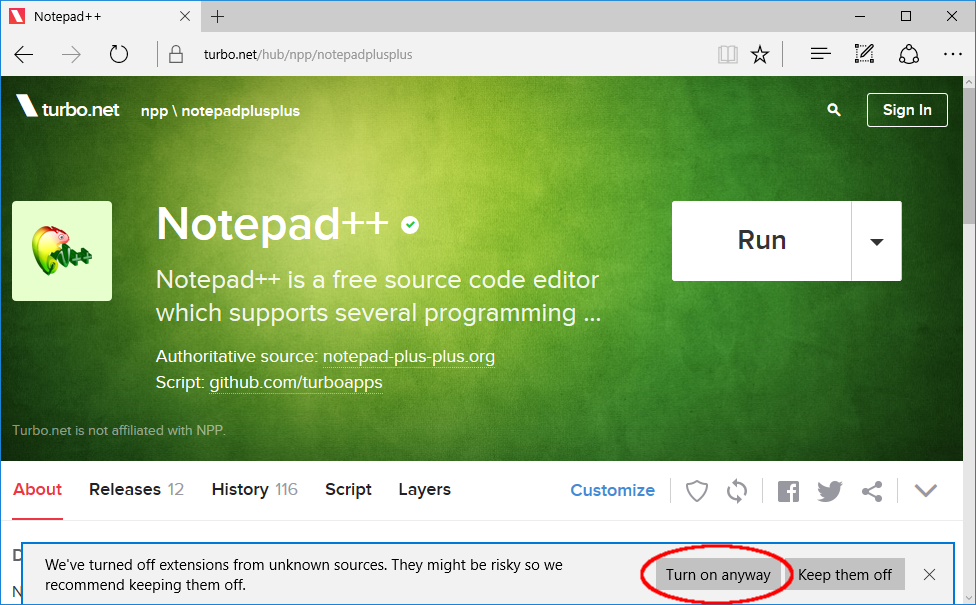 Notepad++
turbo.net/hub/npp/notepadplusplus
turbo.net npp \ notepadplusplus Sign In
Notepad++
Run
Notepad++ is a free source code editor
which supports several programming ...
Authoritative source: notepad-plus-plus.org
Script: github.com/turboapps
Turbo.net is not affiliated with NPP.
About Releases 12 History 116 Script Layers Customize
We've turned off extensions from unknown sources. They might be risky so we
recommend keeping them off.
Turn on anyway Keep them off